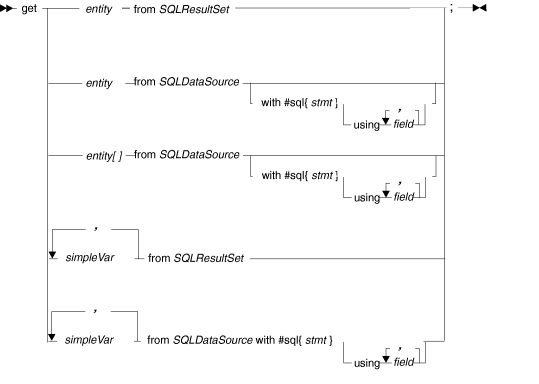 get entity from SQLResultSet ;
entity from SQLDataSource
with #sql{ stmt }
,
using field
entity[ ] from SQLDataSource
with #sql{ stmt }
,
using field
,
simpleVar from SQLResultSet
,
simpleVar from SQLDataSource with #sql{ stmt }
,
using field